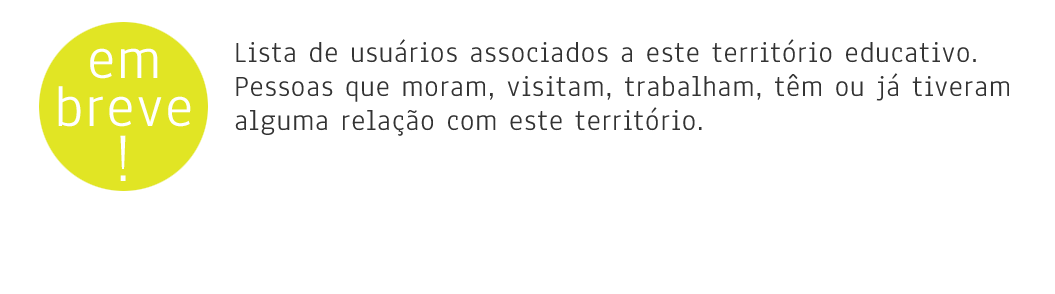 em
breve
!
Lista de usuários associados a este território educativo.
Pessoas que moram, visitam, trabalham, têm ou já tiveram
alguma relação com este território.